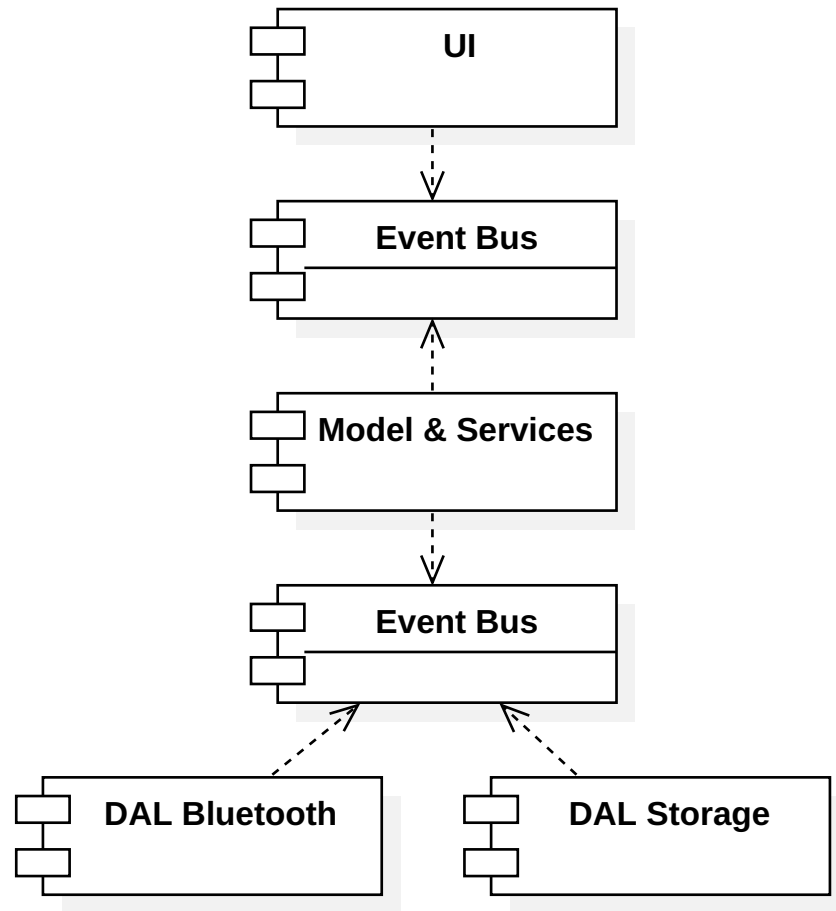 UI
Event Bus
Model & Services
Event Bus
DAL Bluetooth
DAL Storage